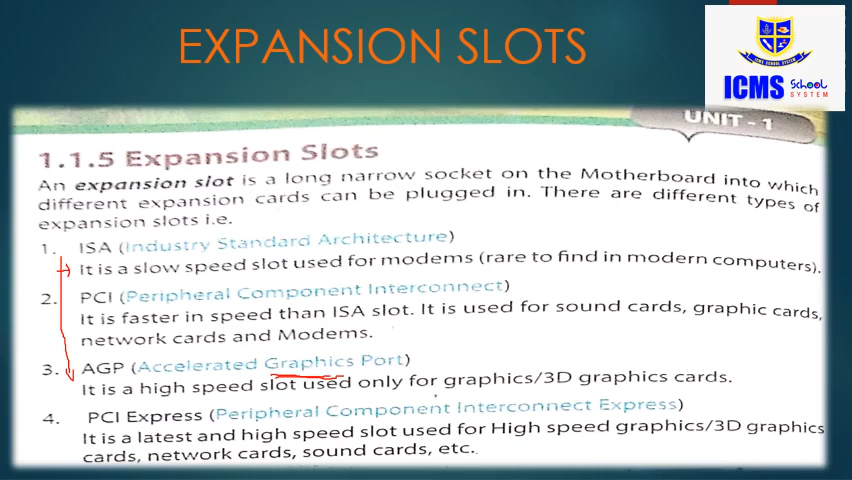 EXPANSION SLOTS
ICMS SCHOOL SYSTEM
ICMS School
SYSTEM
UNIT - 1
1.1.5 Expansion Slots
An expansion slot is a long narrow socket on the Motherboard into which
different expansion cards can be plugged in. There are different types of
expansion slots i.e.
1. ISA (Industry Standard Architecture)
It is a slow speed slot used for modems (rare to find in modern computers).
2. PCI (Peripheral Component Interconnect)
It is faster in speed than ISA slot. It is used for sound cards, graphic cards,
network cards and Modems.
3. AGP (Accelerated Graphics Port)
It is a high speed slot used only for graphics/3D graphics cards.
4. PCI Express (Peripheral Component Interconnect Express)
It is a latest and high speed slot used for High speed graphics/3D graphics
cards, network cards, sound cards, etc.